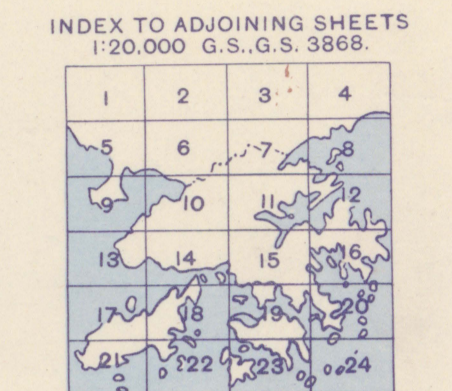 INDEX TO ADJOINING SHEETS
1:20,000 G.S.,G.S. 3868.
1 2 3 4
5 6 7 8
9 10 11 12
13 14 15 16
17 18 19 20
21 22 23 24